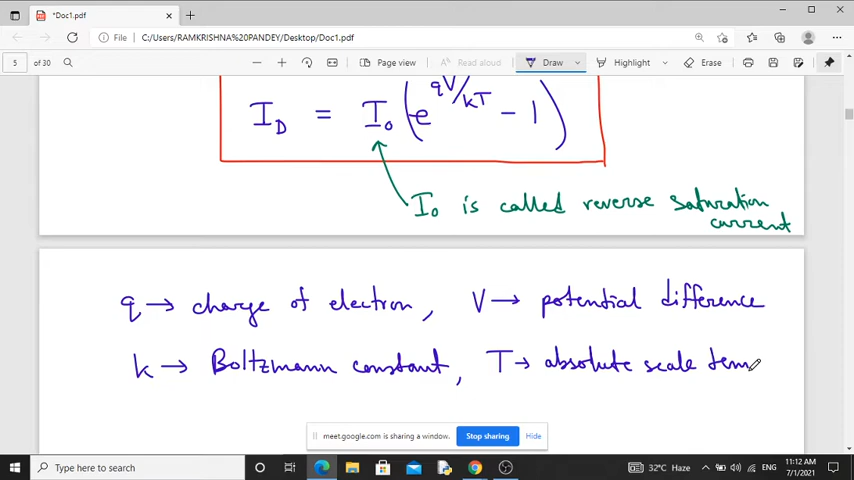 *Doc1.pdf
File
C:/Users/RAMKRISHNA%20PANDEY/Desktop/Doc1.pdf
5 of 30
Page view
Read aloud
Draw
Highlight
Erase
I_D = I_0 (e^{qV/kT} - 1)
I_0 is called reverse saturation
current
q → charge of electron, V → potential difference
k → Boltzmann constant, T → absolute scale tem
meet.google.com is sharing a window.
Stop sharing
Hide
Type here to search
32°C Haze
ENG
11:12 AM
7/1/2021